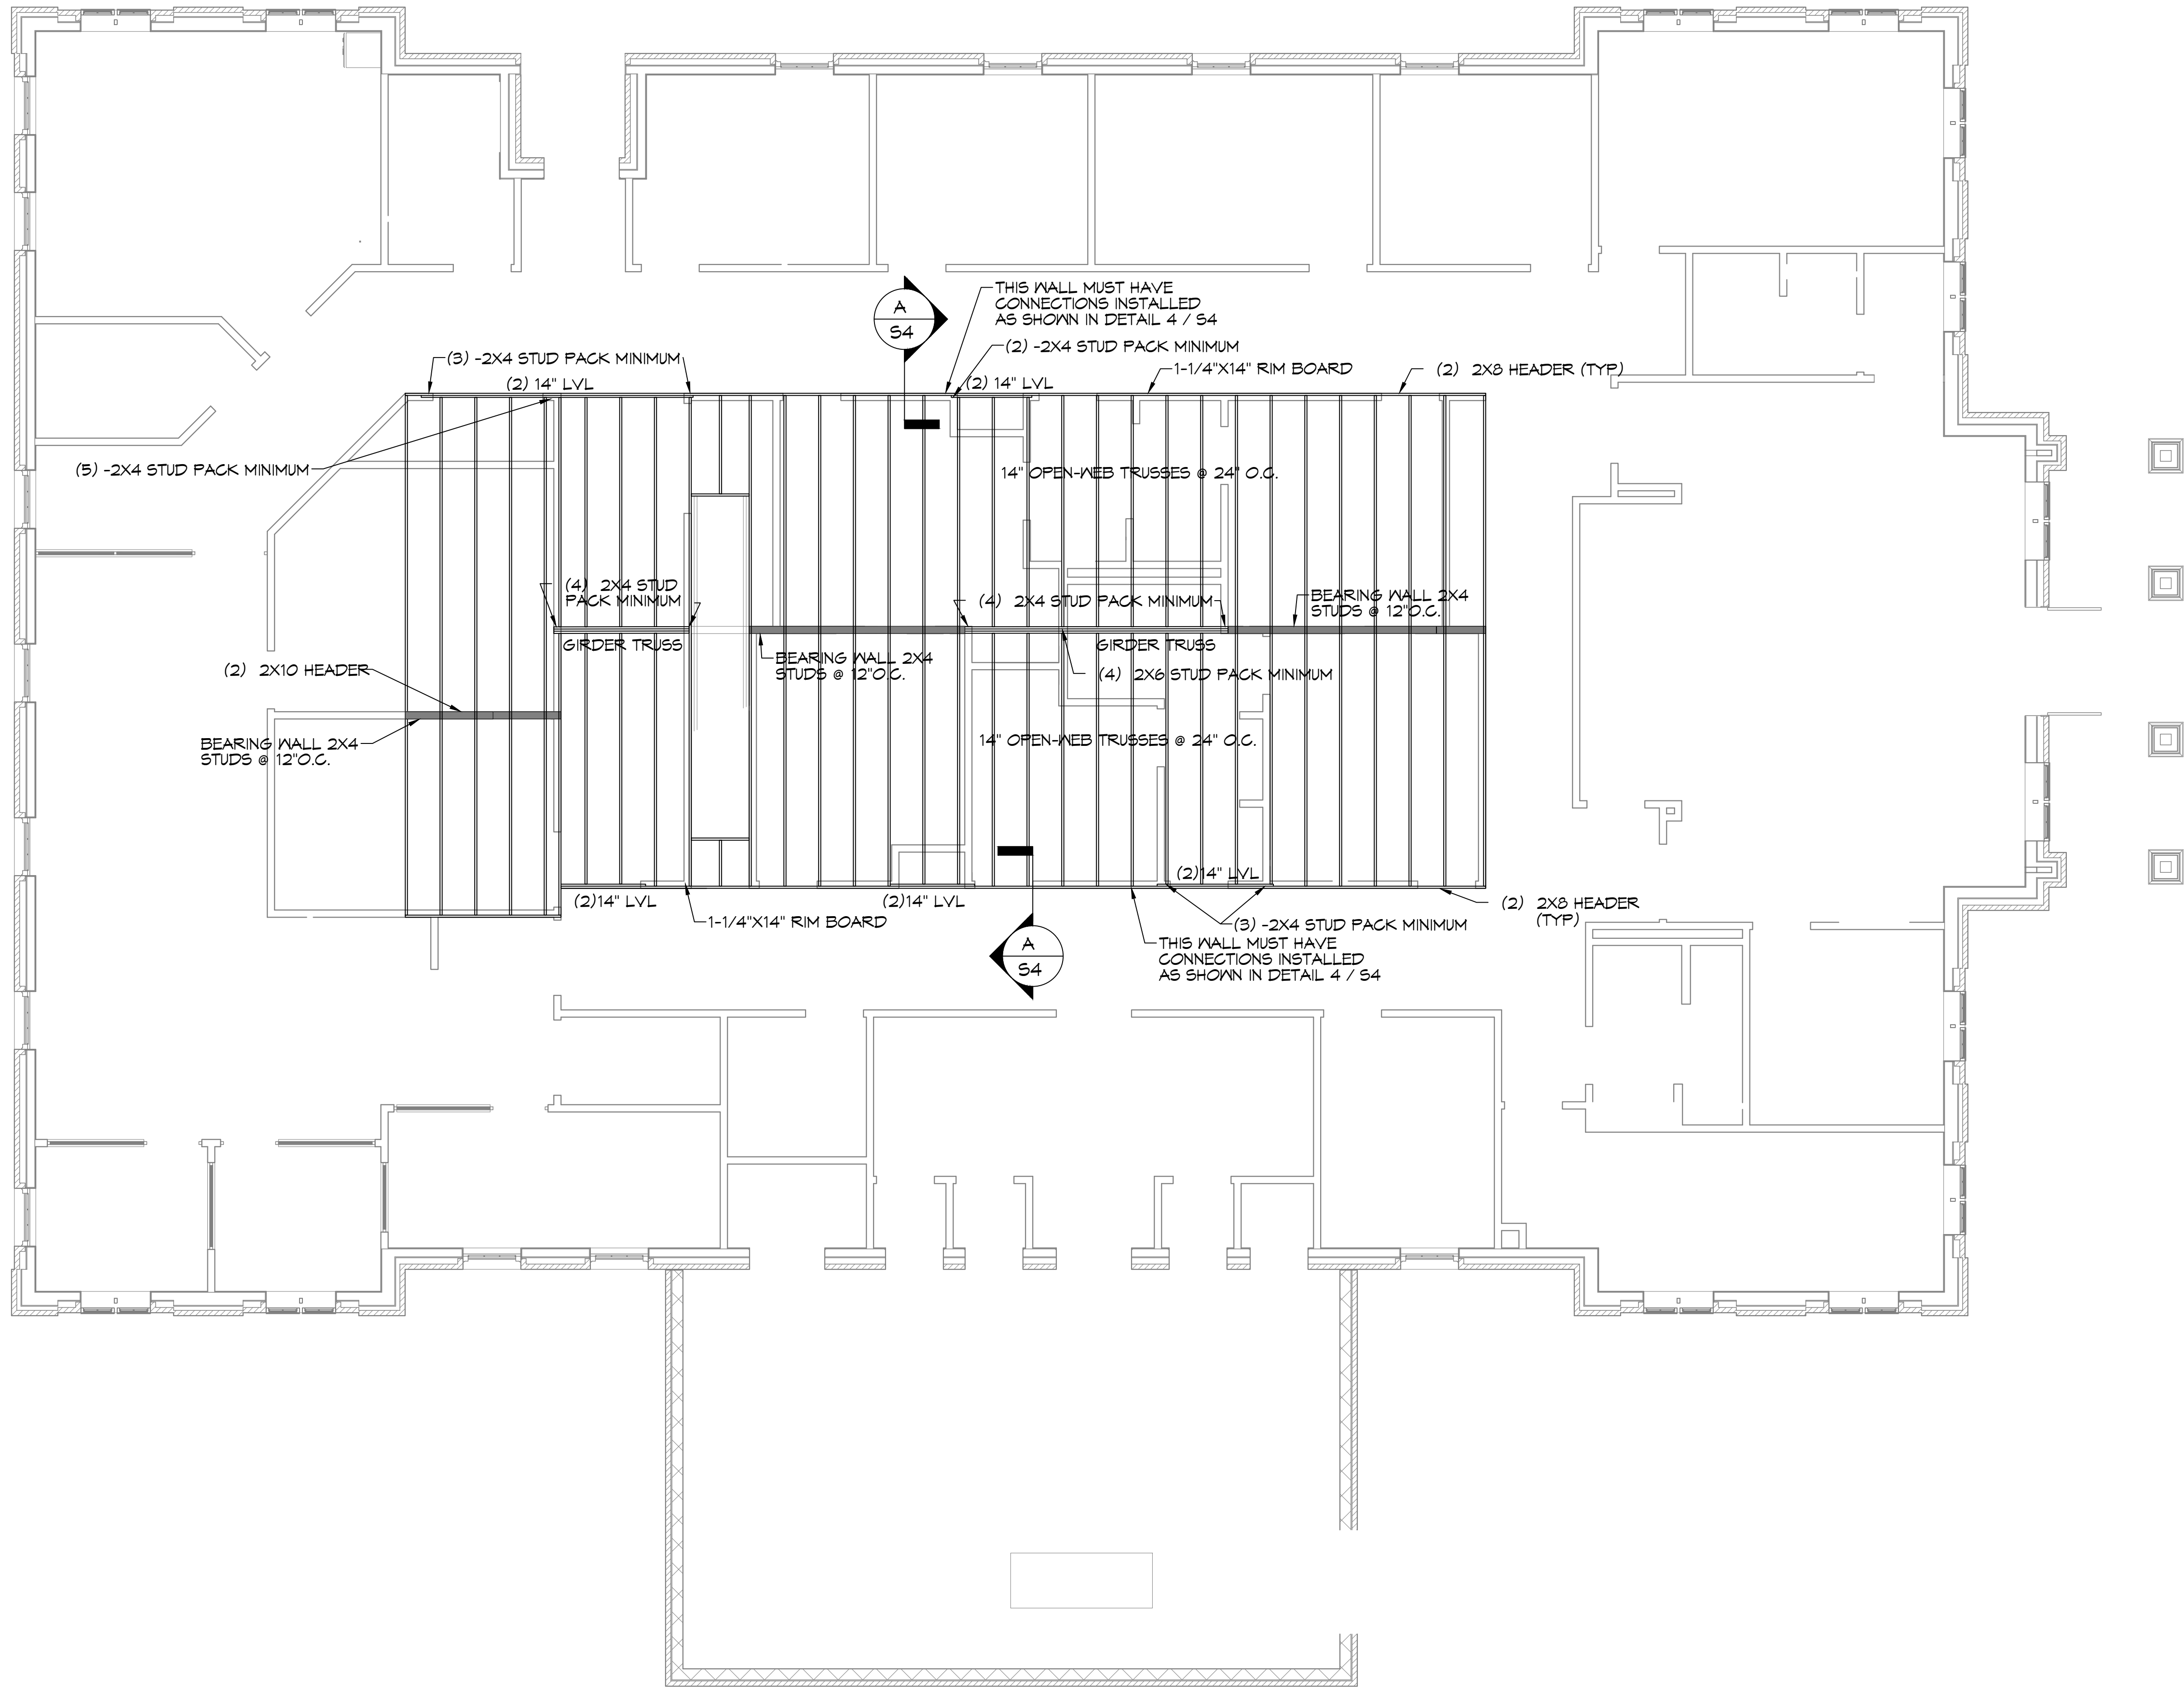 THIS WALL MUST HAVE
CONNECTIONS INSTALLED
AS SHOWN IN DETAIL 4 / S4
A
S4
(2) -2X4 STUD PACK MINIMUM
(3) -2X4 STUD PACK MINIMUM
1-1/4"X14" RIM BOARD
(2) 2X8 HEADER (TYP)
(2) 14" LVL
(2) 14" LVL
(5) -2X4 STUD PACK MINIMUM
14" OPEN-WEB TRUSSES @ 24" O.C.
(4) 2X4 STUD
PACK MINIMUM
(4) 2X4 STUD PACK MINIMUM
BEARING WALL 2X4
STUDS @ 12"O.C.
GIRDER TRUSS
GIRDER TRUSS
BEARING WALL 2X4
STUDS @ 12"O.C.
(2) 2X10 HEADER
(4) 2X6 STUD PACK MINIMUM
BEARING WALL 2X4
STUDS @ 12"O.C.
14" OPEN-WEB TRUSSES @ 24" O.C.
(2)14" LVL
(2)14" LVL
(2)14" LVL
(2) 2X8 HEADER
(TYP)
1-1/4"X14" RIM BOARD
(3) -2X4 STUD PACK MINIMUM
A
S4
THIS WALL MUST HAVE
CONNECTIONS INSTALLED
AS SHOWN IN DETAIL 4 / S4